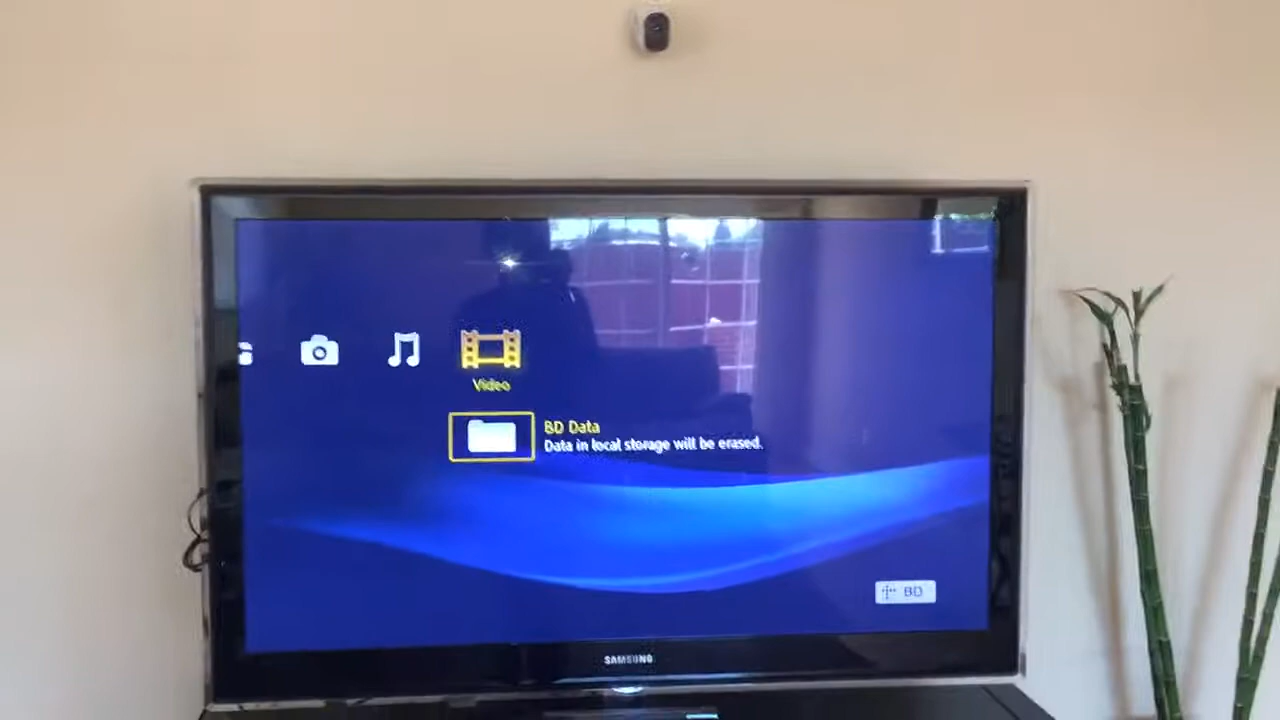 Video
BD Data
Data in local storage will be erased.
BD
SAMSUNG